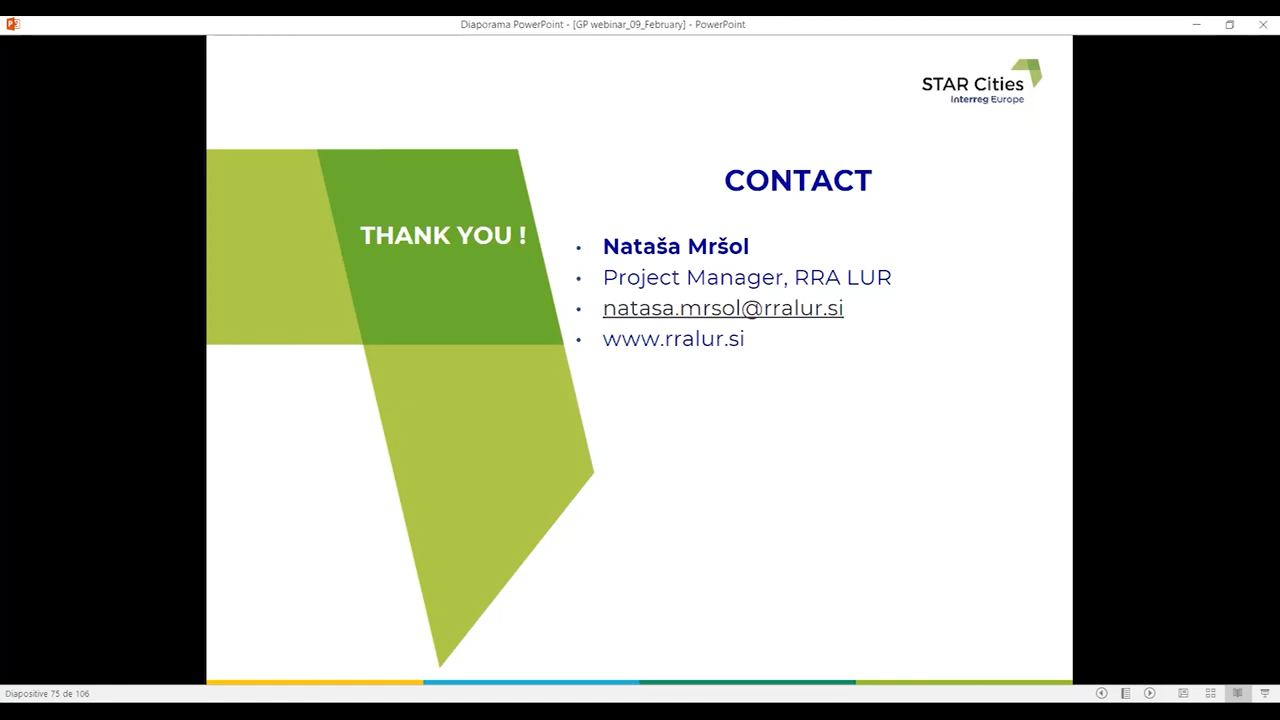 Diaporama PowerPoint - [GP webinar_09_February] - PowerPoint
STAR Cities
Interreg Europe
CONTACT
THANK YOU !
• Nataša Mršol
• Project Manager, RRA LUR
• natasa.mrsol@rralur.si
• www.rralur.si
Diapositive 75 de 106